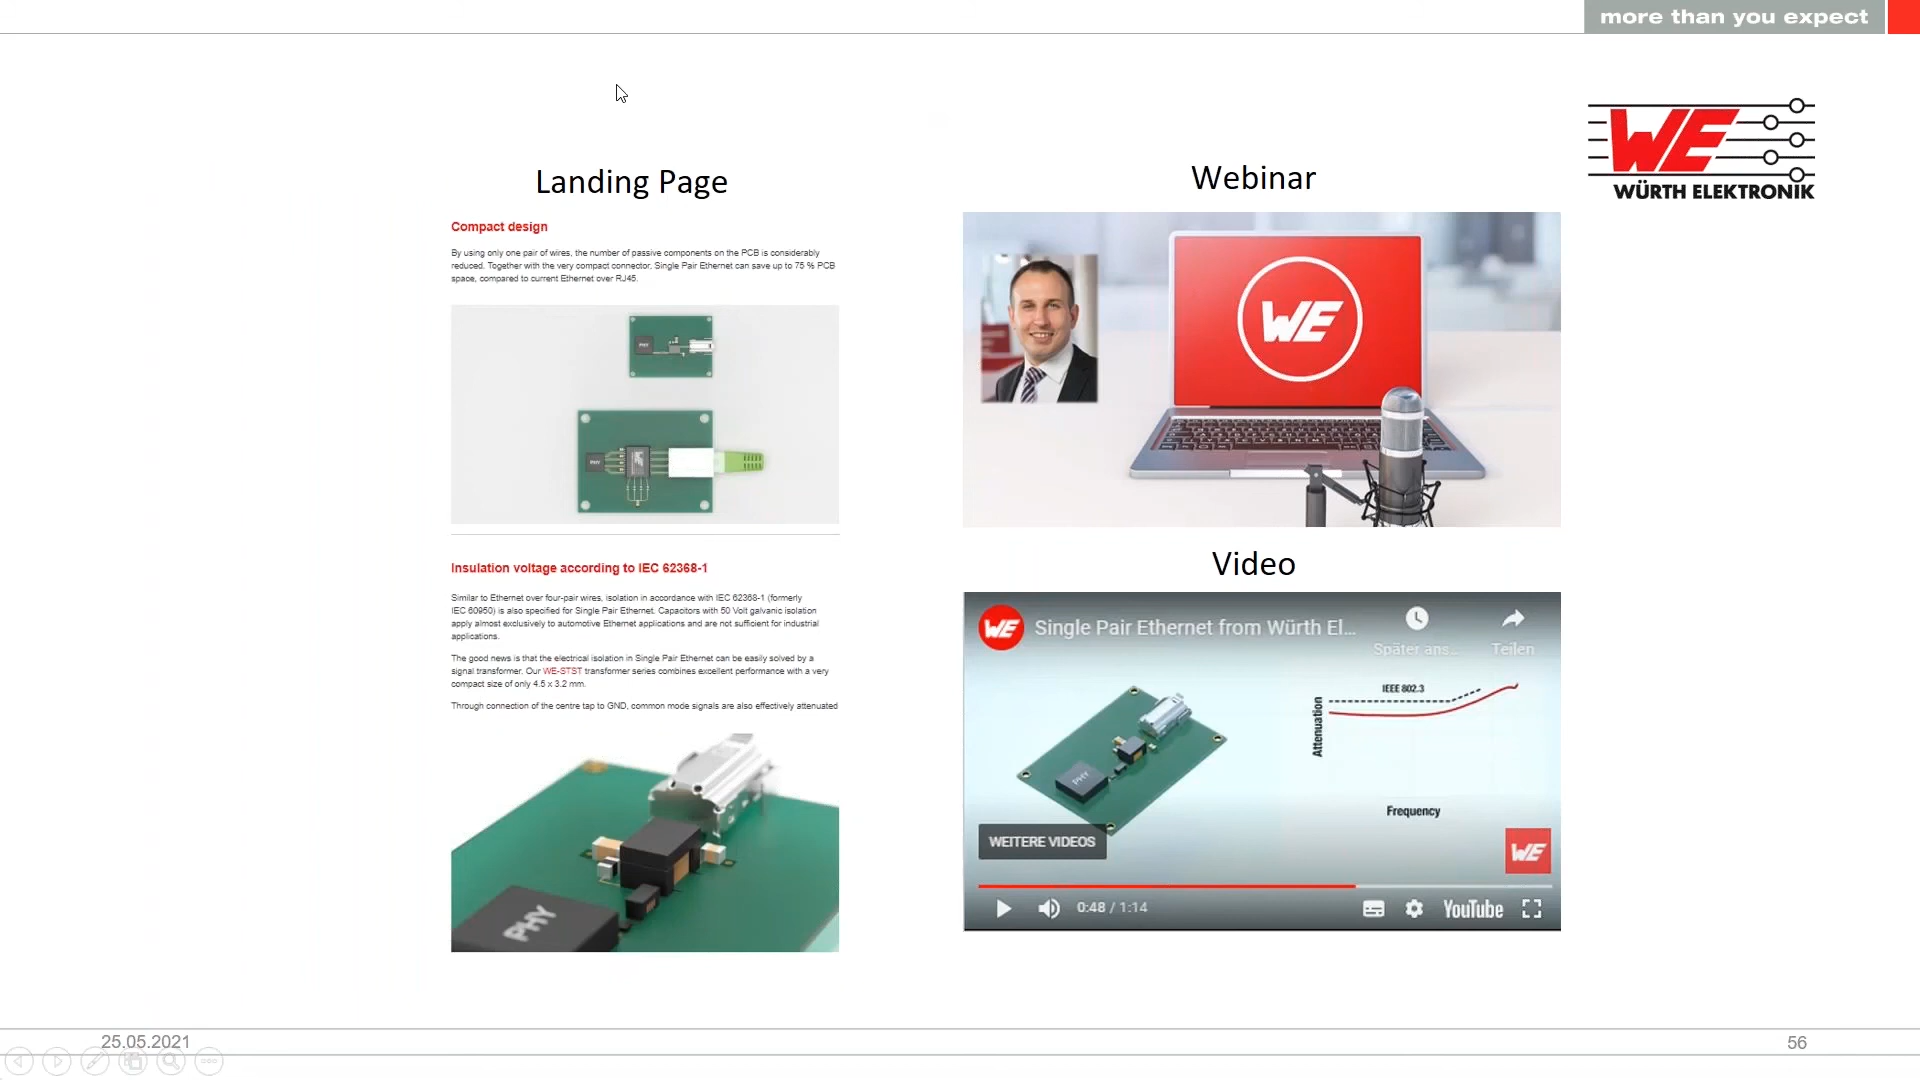 more than you expect
WE
WÜRTH ELEKTRONIK
Landing Page
Compact design
By using only one pair of wires, the number of passive components on the PCB is considerably
reduced. Together with the very compact connector, Single Pair Ethernet can save up to 75 % PCB
space, compared to current Ethernet over RJ45.
PHY
PHY
WE
Insulation voltage according to IEC 62368-1
Similar to Ethernet over four-pair wires, isolation in accordance with IEC 62368-1 (formerly
IEC 60950) is also specified for Single Pair Ethernet. Capacitors with 50 Volt galvanic isolation
apply almost exclusively to automotive Ethernet applications and are not sufficient for industrial
applications.
The good news is that the electrical isolation in Single Pair Ethernet can be easily solved by a
signal transformer. Our WE-STST transformer series combines excellent performance with a very
compact size of only 4.5 x 3.2 mm.
Through connection of the centre tap to GND, common mode signals are also effectively attenuated
PHY
Webinar
WE
Video
WE
Single Pair Ethernet from Würth El...
Später ans...
Teilen
IEEE 802.3
Attenuation
Frequency
PHY
WEITERE VIDEOS
WE
0:48 / 1:14
YouTube
25.05.2021
56